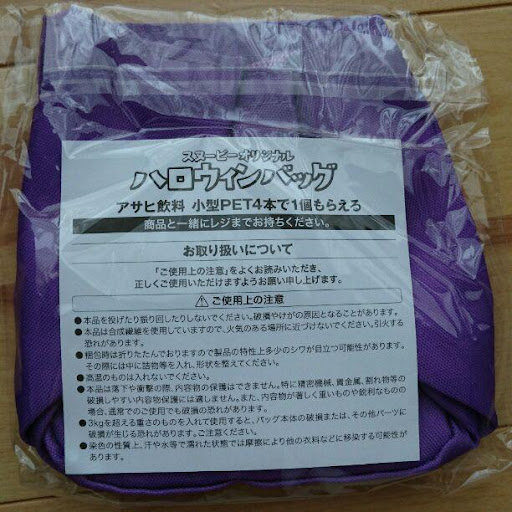 スヌーピーオリジナル
ハロウィンバッグ
アサヒ飲料 小型PET4本で1個もらえる
商品と一緒にレジまでお持ちください。
お取り扱いについて
「ご使用上の注意」をよくお読みいただき、
正しくご使用いただけますようお願い申し上げます。
⚠ご使用上の注意
●本品を投げたり振り回したりしないでください。破損やけがの原因となることがあります。
●本品は合成繊維を使用していますので、火気のある場所に近づけないでください。引火する
恐れがあります。
●梱包時は折りたたんでおりますので製品の特性上多少のシワが目立つ可能性があります。
その際には中に詰物等を入れ、形状を整えてください。
●高温のものは入れないでください。
●本品は落下や衝撃の際、内容物の保護はできません。特に精密機械、貴金属、割れ物等の
破損しやすい内容物保護には適しません。また、内容物が著しく重いものや鋭利なものの
場合、通常でのご使用でも破損の恐れがあります。
●3kgを超える重さのものを入れて使用すると、バッグ本体の破損または、その他パーツに
破損が生じる恐れがあります。ご注意ください。
●染色の性質上、汗や水等で濡れた状態では摩擦により他の衣料などに移染する可能性が
あります。